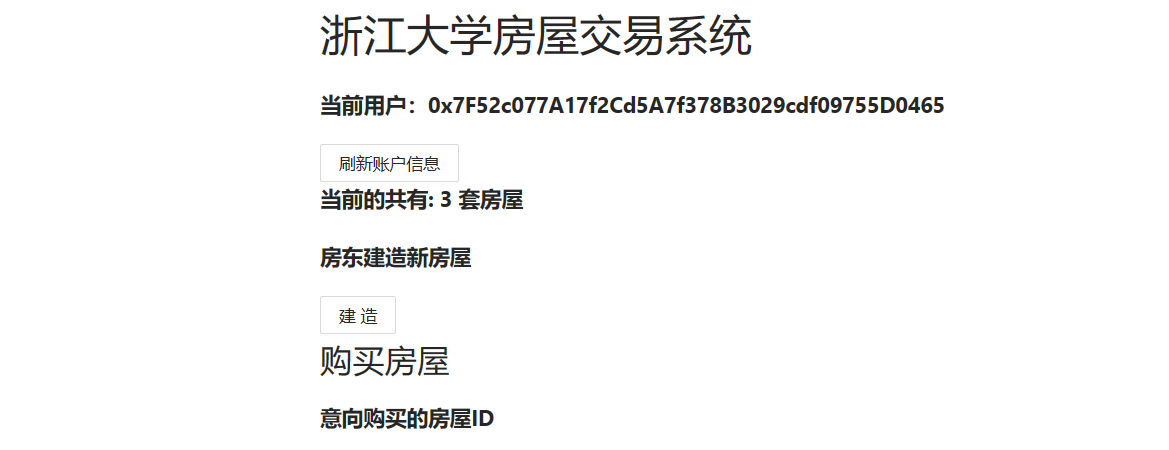 浙江大学房屋交易系统
当前用户：0x7F52c077A17f2Cd5A7f378B3029cdf09755D0465
刷新账户信息
当前的共有: 3 套房屋
房东建造新房屋
建 造
购买房屋
意向购买的房屋ID